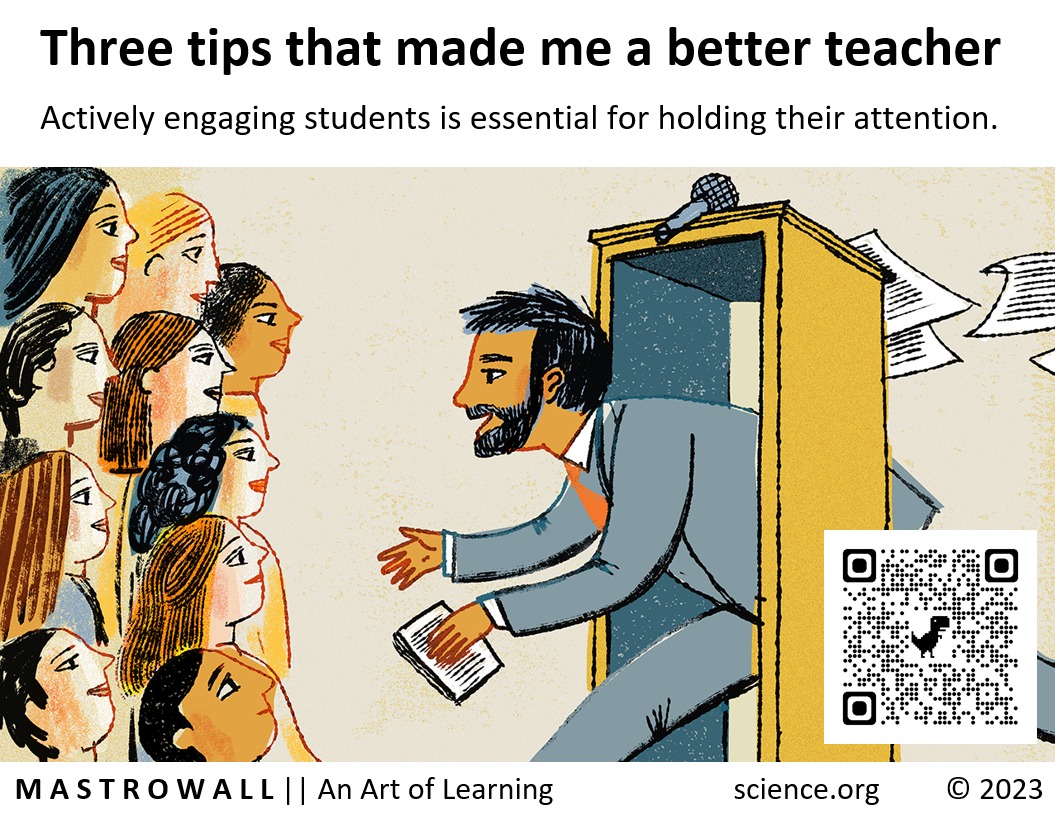 Three tips that made me a better teacher
Actively engaging students is essential for holding their attention.
MASTROWALL || An Art of Learning
science.org
© 2023